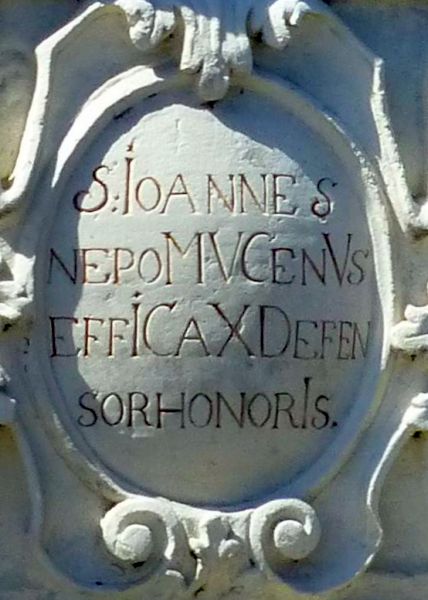 S. IOANNES
NEPOMVCENVS
EFFICAX DEFEN
SOR HONORIS.